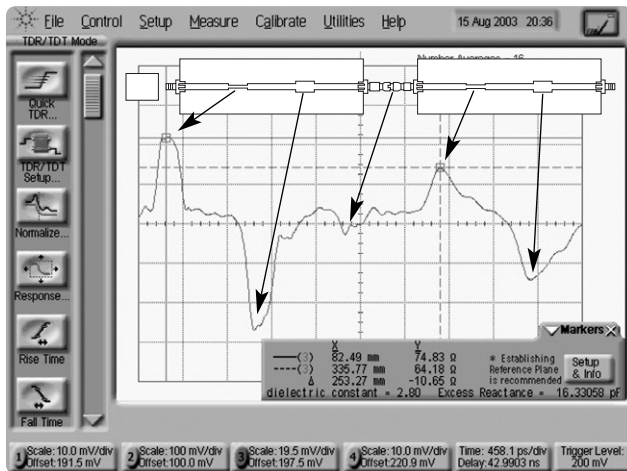 File Control Setup Measure Calibrate Utilities Help 15 Aug 2003 20:36
TDR/TDT Mode
Quick
TDR...
TDR/TDT
Setup...
Normalize...
Response...
Rise Time
Fall Time
Number Averages = 16
Markers
X Y
(3) 82.49 mm 74.83 Ω
(3) 335.77 mm 64.18 Ω
Δ 253.27 mm -10.65 Ω
* Establishing
Reference Plane
is recommended
Setup
& Info
dielectric constant = 2.80 Excess Reactance = 16.33058 pF
1 Scale:10.0 mV/div
Offset:191.5 mV
2 Scale:100 mV/div
Offset:100.0 mV
3 Scale:19.5 mV/div
Offset:197.5 mV
4 Scale:10.0 mV/div
Offset:220.9 mV
Time:458.1 ps/div
Delay:42.9903 ns
Trigger Level:
200 mV